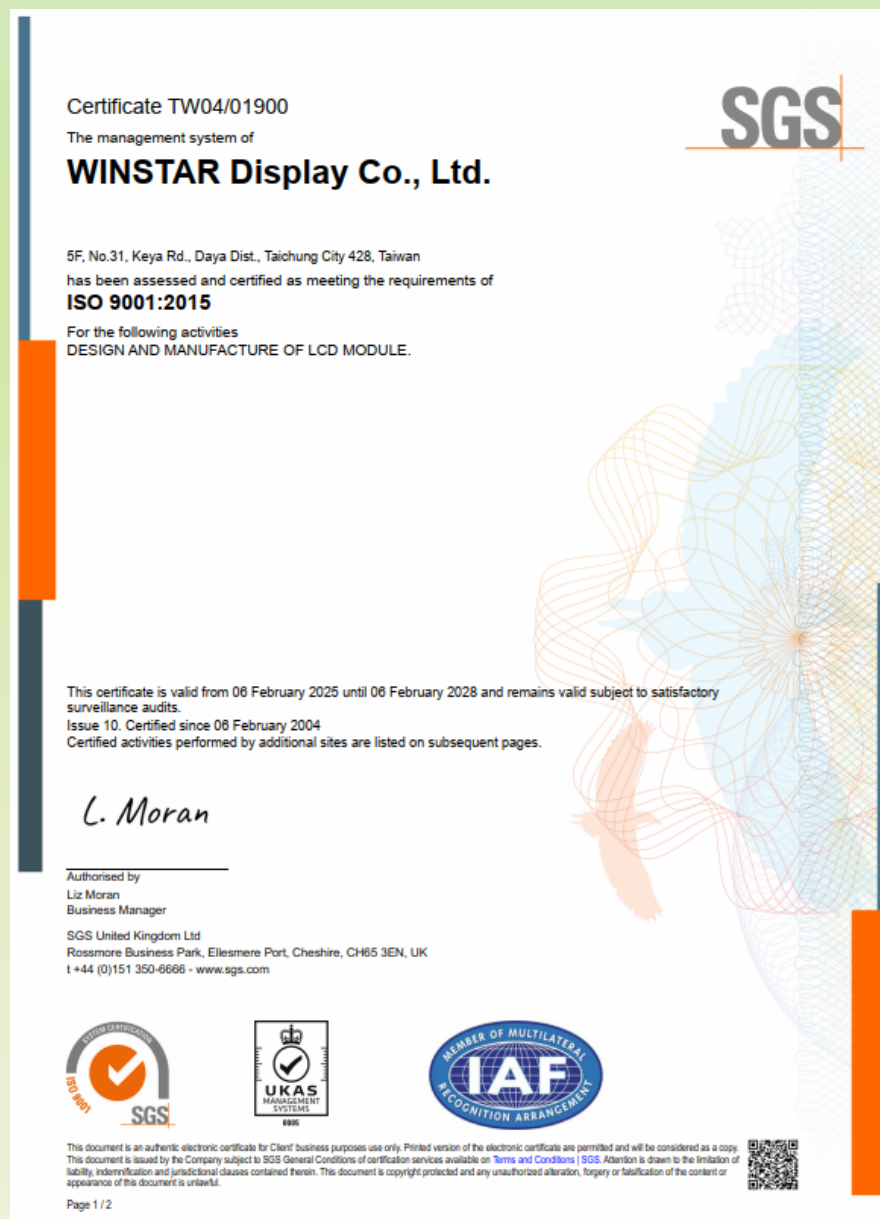 Certificate TW04/01900
SGS
The management system of
WINSTAR Display Co., Ltd.
5F, No.31, Keya Rd., Daya Dist., Taichung City 428, Taiwan
has been assessed and certified as meeting the requirements of
ISO 9001:2015
For the following activities
DESIGN AND MANUFACTURE OF LCD MODULE.
This certificate is valid from 06 February 2025 until 06 February 2028 and remains valid subject to satisfactory
surveillance audits.
Issue 10. Certified since 06 February 2004
Certified activities performed by additional sites are listed on subsequent pages.
L. Moran
Authorised by
Liz Moran
Business Manager
SGS United Kingdom Ltd
Rossmore Business Park, Ellesmere Port, Cheshire, CH65 3EN, UK
t +44 (0)151 350-6666 - www.sgs.com
SYSTEM CERTIFICATION
ISO 9001
SGS
UKAS
MANAGEMENT
SYSTEMS
0005
MEMBER OF MULTILATERAL
IAF
RECOGNITION ARRANGEMENT
This document is an authentic electronic certificate for Client' business purposes use only. Printed version of the electronic certificate are permitted and will be considered as a copy.
This document is issued by the Company subject to SGS General Conditions of certification services available on Terms and Conditions | SGS. Attention is drawn to the limitation of
liability, indemnification and jurisdictional clauses contained therein. This document is copyright protected and any unauthorized alteration, forgery or falsification of the content or
appearance of this document is unlawful.
Page 1 / 2